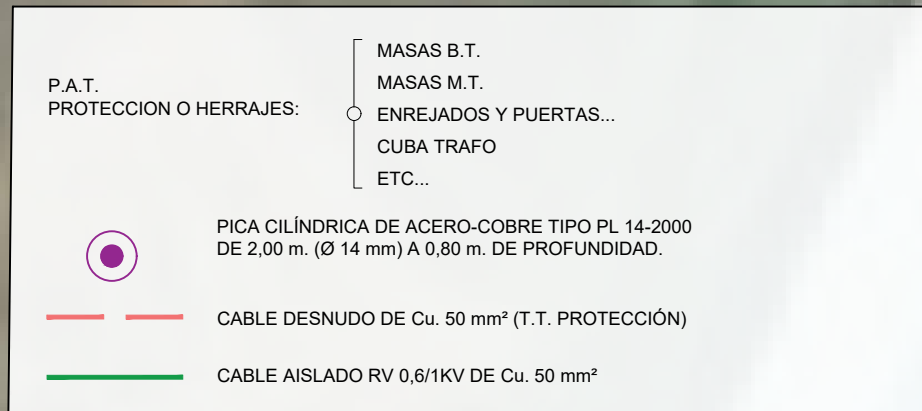 P.A.T.
PROTECCION O HERRAJES:
MASAS B.T.
MASAS M.T.
ENREJADOS Y PUERTAS...
CUBA TRAFO
ETC...
PICA CILÍNDRICA DE ACERO-COBRE TIPO PL 14-2000
DE 2,00 m. (Ø 14 mm) A 0,80 m. DE PROFUNDIDAD.
CABLE DESNUDO DE Cu. 50 mm² (T.T. PROTECCIÓN)
CABLE AISLADO RV 0,6/1KV DE Cu. 50 mm²